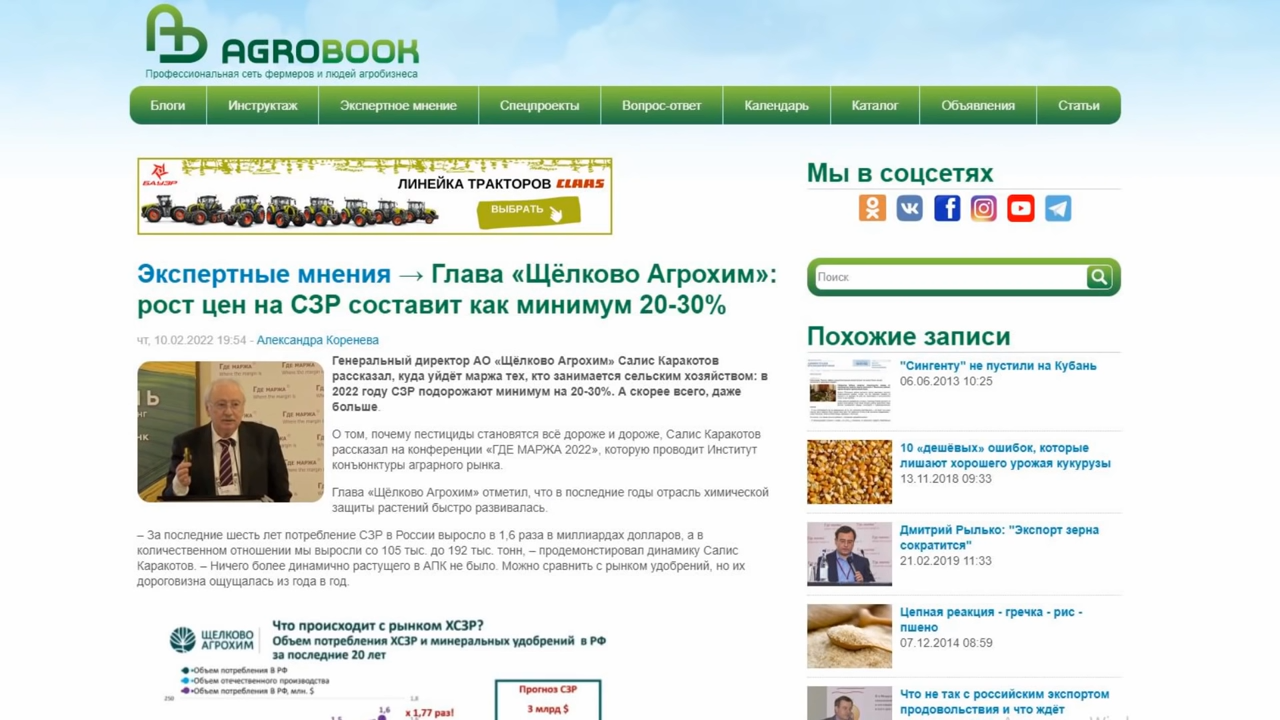 AGROBOOK
Профессиональная сеть фермеров и людей агробизнеса
Блоги
Инструктаж
Экспертное мнение
Спецпроекты
Вопрос-ответ
Календарь
Каталог
Объявления
Статьи
БАУЭР
ЛИНЕЙКА ТРАКТОРОВ CLAAS
ВЫБРАТЬ
Экспертные мнения → Глава «Щёлково Агрохим»:
рост цен на СЗР составит как минимум 20-30%
чт, 10.02.2022 19:54 - Александра Коренева
Генеральный директор АО «Щёлково Агрохим» Салис Каракотов
рассказал, куда уйдёт маржа тех, кто занимается сельским хозяйством: в
2022 году СЗР подорожают минимум на 20-30%. А скорее всего, даже
больше.
О том, почему пестициды становятся всё дороже и дороже, Салис Каракотов
рассказал на конференции «ГДЕ МАРЖА 2022», которую проводит Институт
конъюнктуры аграрного рынка.
Глава «Щёлково Агрохим» отметил, что в последние годы отрасль химической
защиты растений быстро развивалась.
– За последние шесть лет потребление СЗР в России выросло в 1,6 раза в миллиардах долларов, а в
количественном отношении мы выросли со 105 тыс. до 192 тыс. тонн, – продемонстировал динамику Салис
Каракотов. – Ничего более динамично растущего в АПК не было. Можно сравнить с рынком удобрений, но их
дороговизна ощущалась из года в год.
ЩЕЛКОВО
АГРОХИМ
Что происходит с рынком ХСЗР?
Объем потребления ХСЗР и минеральных удобрений в РФ
за последние 20 лет
Объем потребления В РФ
Объем отечественного производства
Объем потребления В РФ, млн. $
250
1,8
1,6
1,5
х 1,77 раз!
Прогноз СЗР
3 млрд $
Мы в соцсетях
Поиск
Похожие записи
"Сингенту" не пустили на Кубань
06.06.2013 10:25
10 «дешёвых» ошибок, которые
лишают хорошего урожая кукурузы
13.11.2018 09:33
Дмитрий Рылько: "Экспорт зерна
сократится"
21.02.2019 11:33
Цепная реакция - гречка - рис -
пшено
07.12.2014 08:59
Что не так с российским экспортом
продовольствия и что ждёт